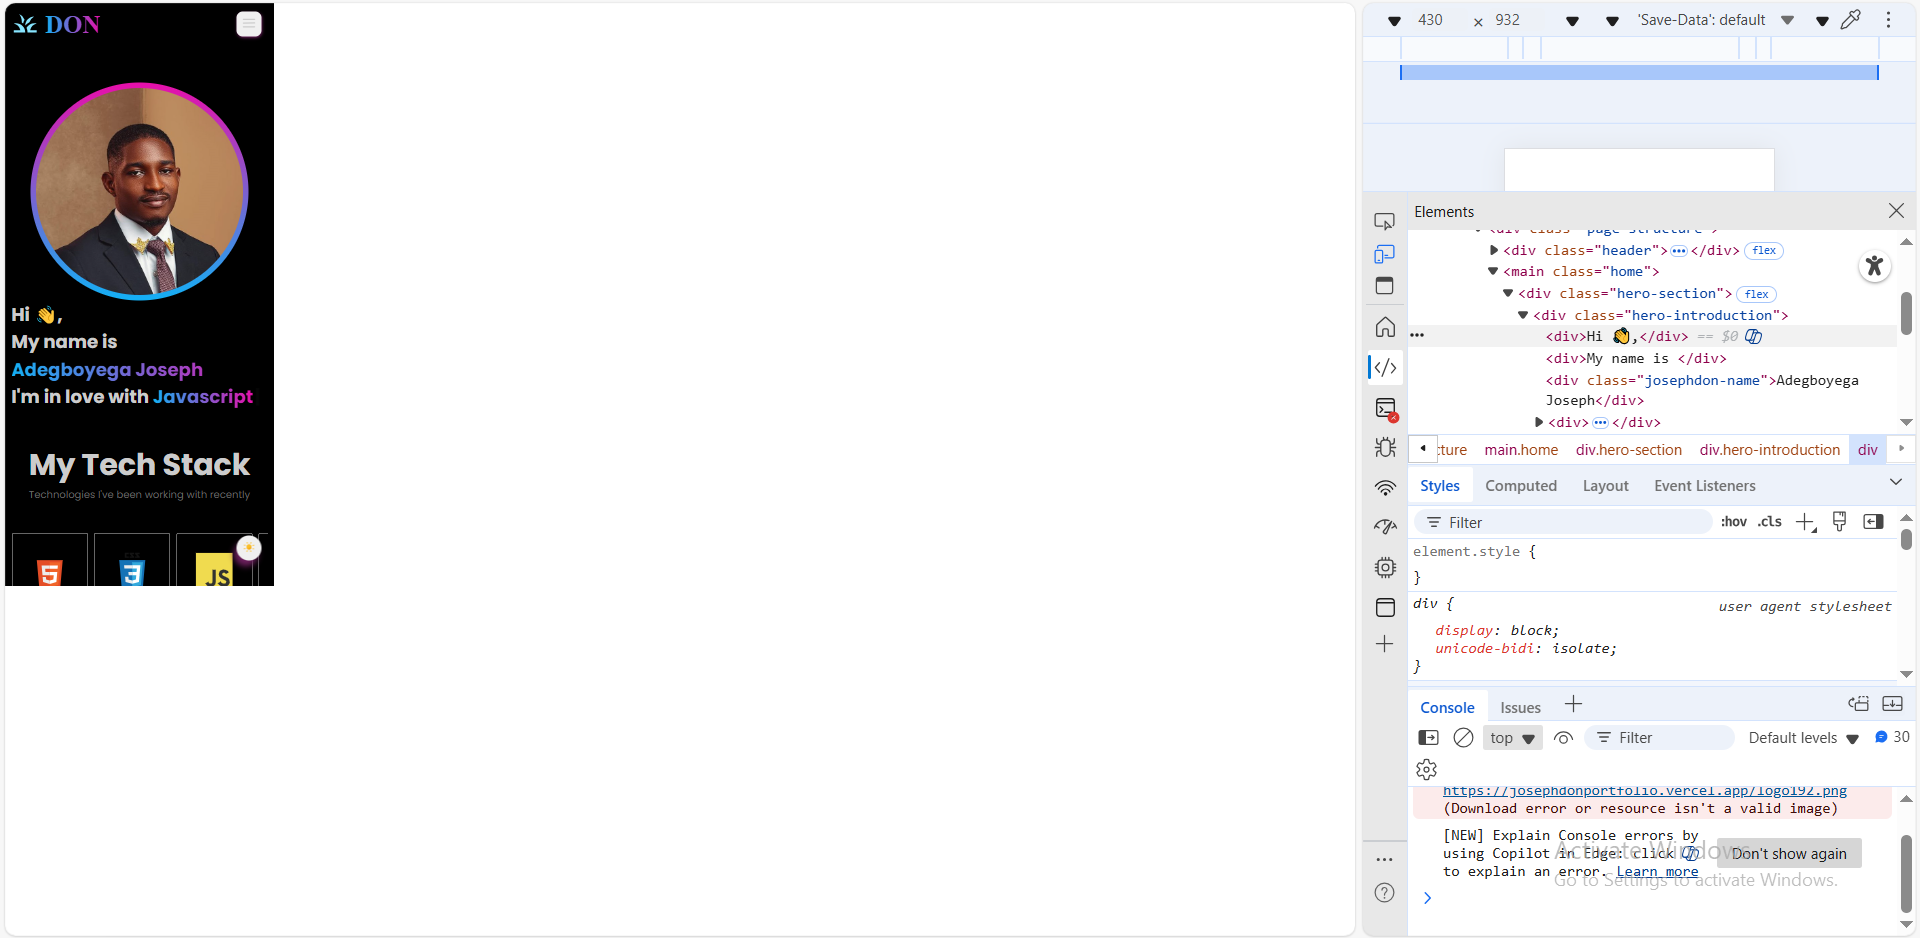 DON
Hi 👋,
My name is
Adegboyega Joseph
I'm in love with Javascript
My Tech Stack
Technologies I've been working with recently
5
3
JS
430 × 932 'Save-Data': default
Elements
<div class="page-structure">
<div class="header">…</div> flex
<main class="home">
<div class="hero-section"> flex
<div class="hero-introduction">
<div>Hi 👋,</div> == $0
<div>My name is </div>
<div class="josephdon-name">Adegboyega
Joseph</div>
<div>…</div>
cture main.home div.hero-section div.hero-introduction div
Styles Computed Layout Event Listeners
Filter :hov .cls
element.style {
}
div { user agent stylesheet
display: block;
unicode-bidi: isolate;
}
Console Issues
top Filter Default levels 30
https://josephdonportfolio.vercel.app/logo192.png
(Download error or resource isn't a valid image)
[NEW] Explain Console errors by
using Copilot in Edge: click
to explain an error. Learn more
Don't show again
Activate Windows
Go to Settings to activate Windows.